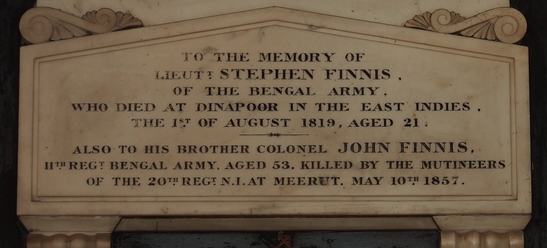 TO THE MEMORY OF
LIEUTT STEPHEN FINNIS,
OF THE BENGAL ARMY.
WHO DIED AT DINAPOOR IN THE EAST INDIES,
THE 1ST OF AUGUST 1819, AGED 21.
ALSO TO HIS BROTHER COLONEL JOHN FINNIS,
11TH REGT BENGAL ARMY. AGED 53. KILLED BY THE MUTINEERS
OF THE 20TH REGT N.I. AT MEERUT. MAY 10TH 1857.